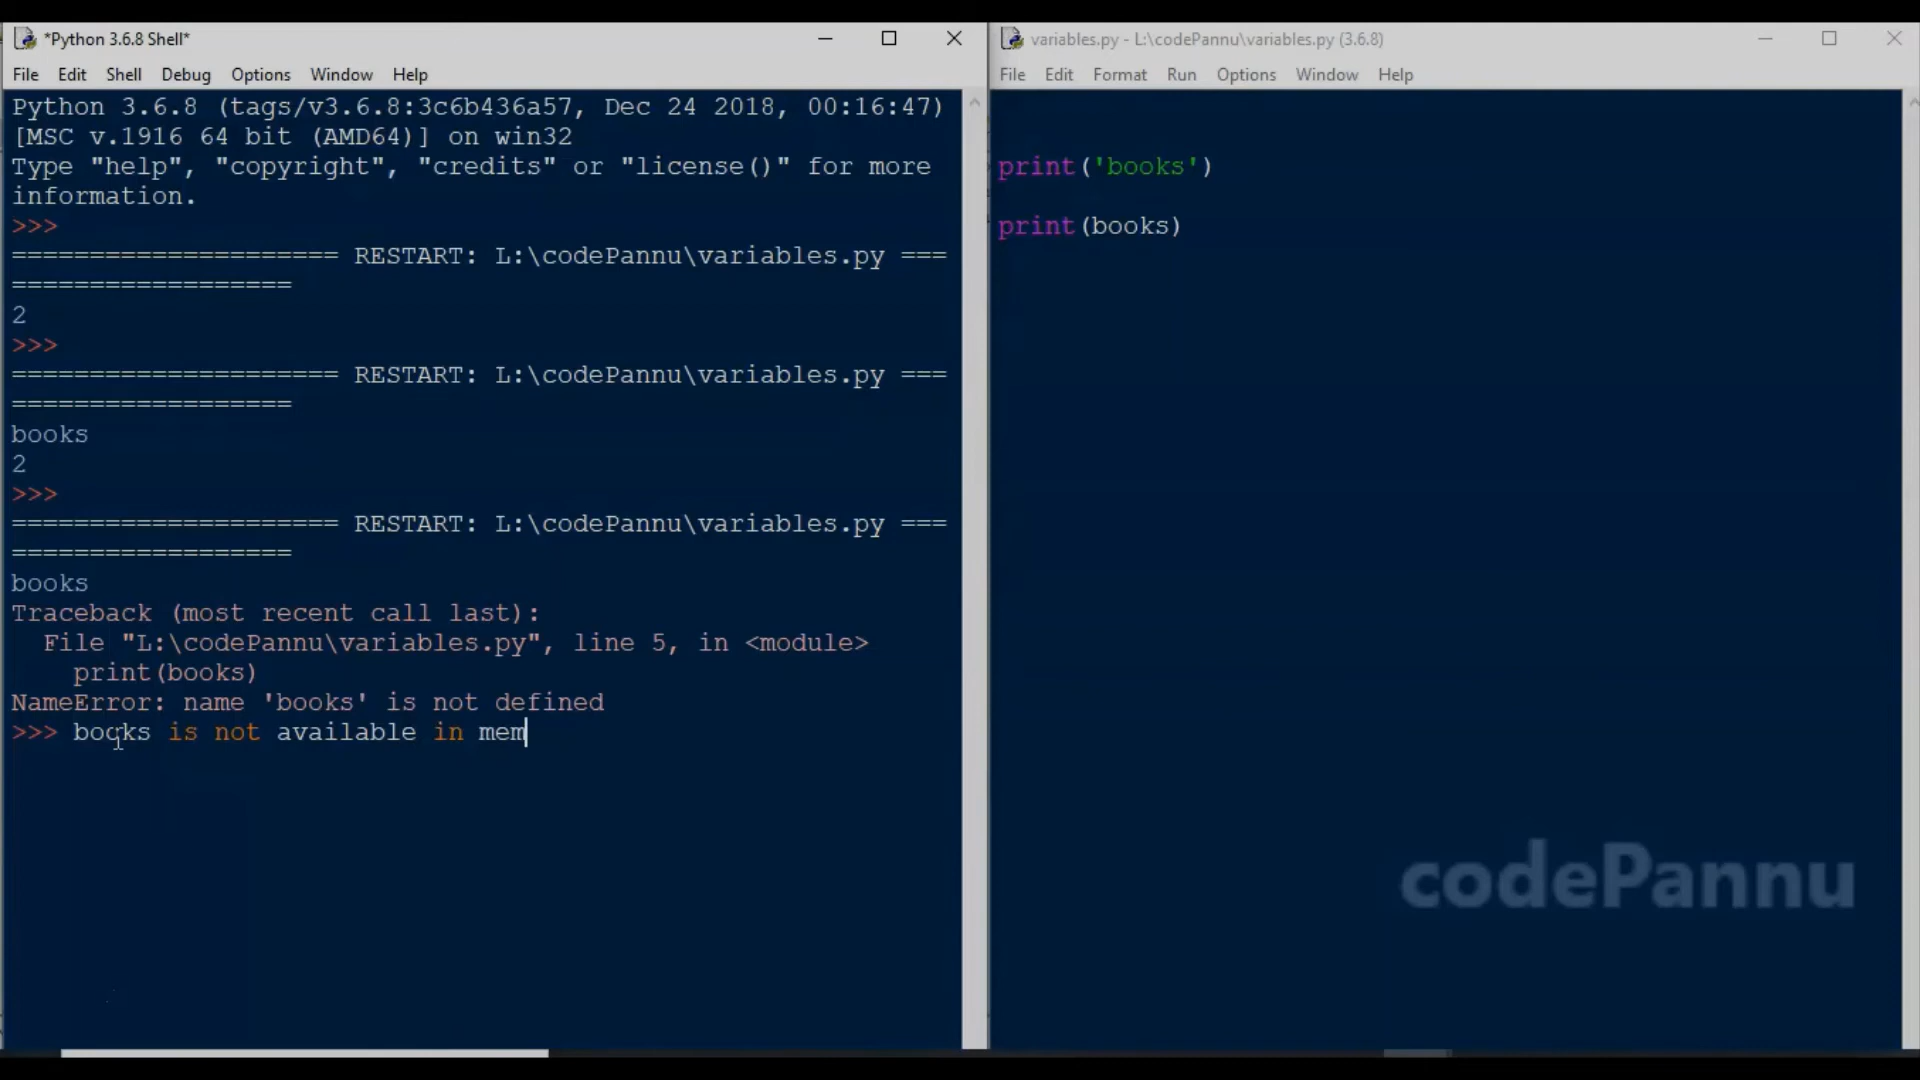 *Python 3.6.8 Shell*
File Edit Shell Debug Options Window Help
Python 3.6.8 (tags/v3.6.8:3c6b436a57, Dec 24 2018, 00:16:47)
[MSC v.1916 64 bit (AMD64)] on win32
Type "help", "copyright", "credits" or "license()" for more
information.
>>>
===================== RESTART: L:\codePannu\variables.py ===
==================
2
>>>
===================== RESTART: L:\codePannu\variables.py ===
==================
books
2
>>>
===================== RESTART: L:\codePannu\variables.py ===
==================
books
Traceback (most recent call last):
  File "L:\codePannu\variables.py", line 5, in <module>
    print(books)
NameError: name 'books' is not defined
>>> books is not available in mem
variables.py - L:\codePannu\variables.py (3.6.8)
File Edit Format Run Options Window Help
print('books')
print(books)
codePannu